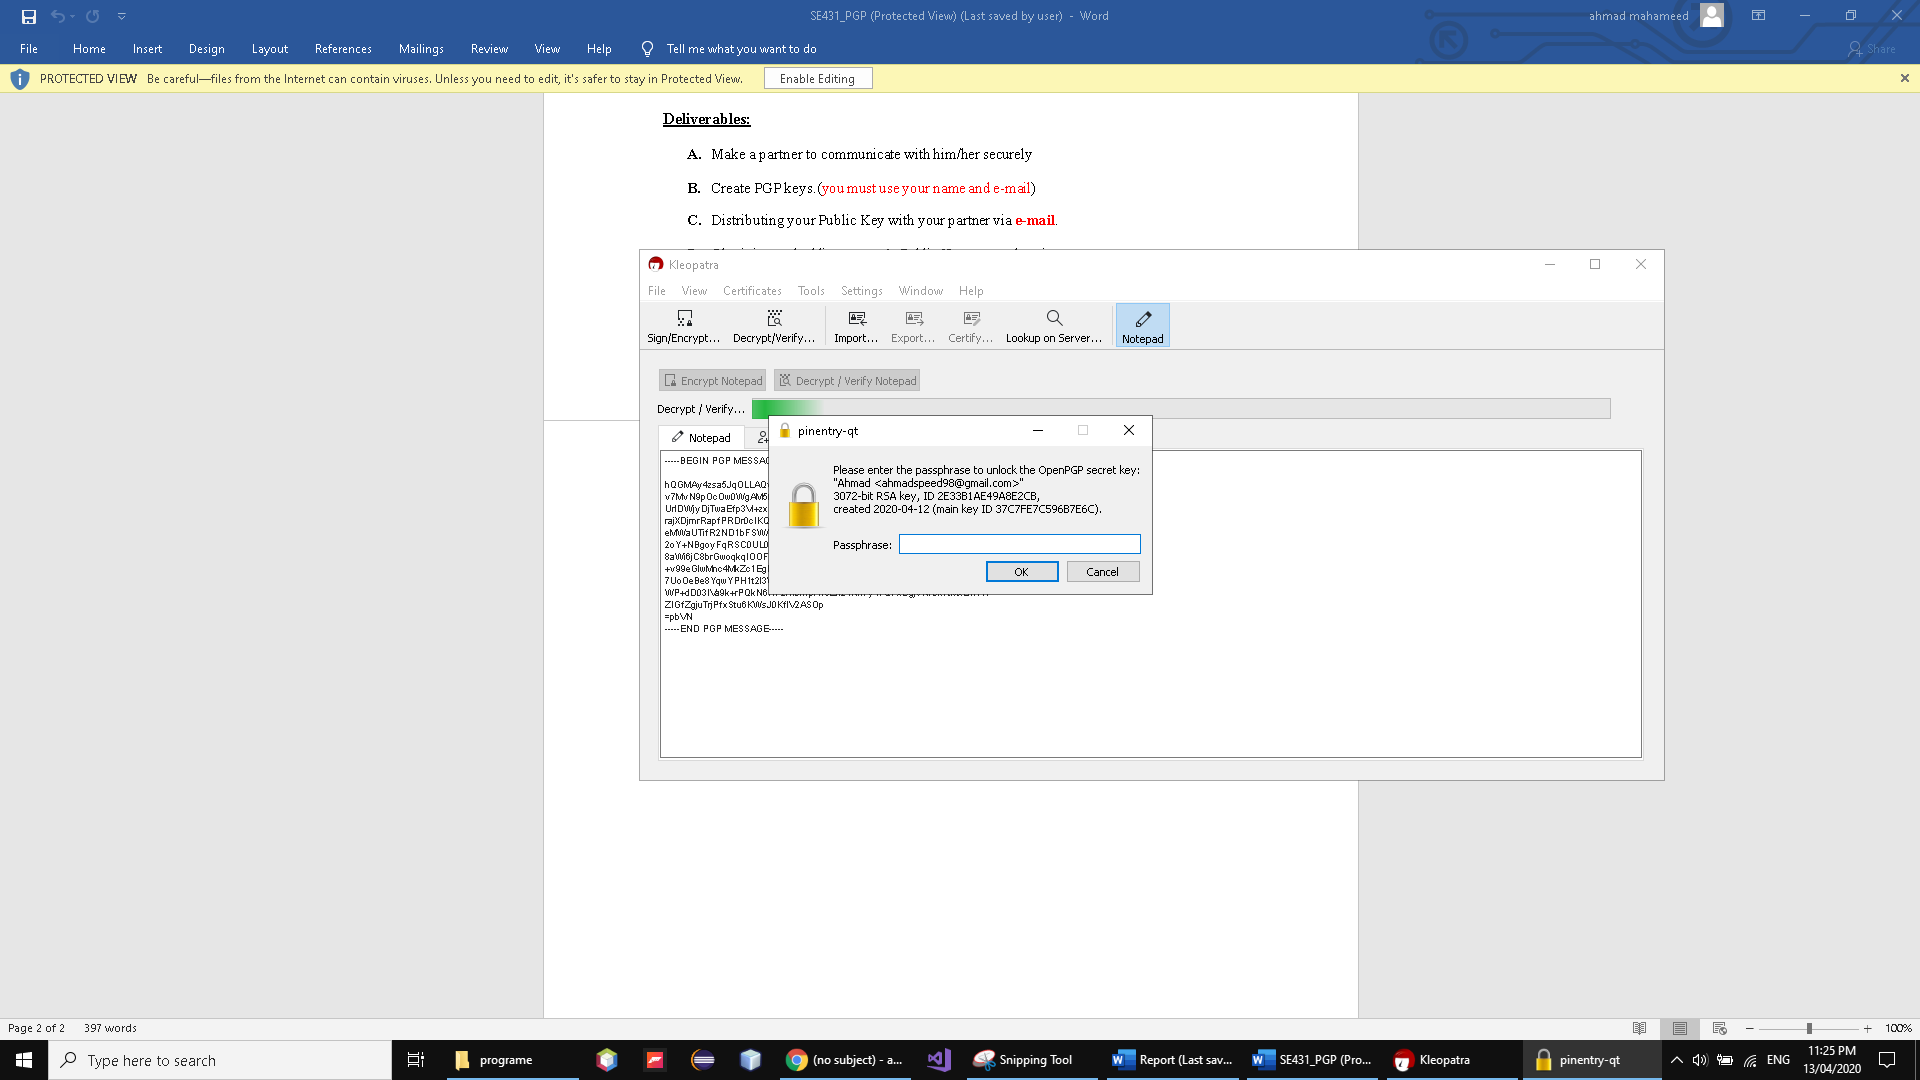 SE431_PGP (Protected View) (Last saved by user) - Word
ahmad mahameed
File Home Insert Design Layout References Mailings Review View Help Tell me what you want to do
Share
PROTECTED VIEW Be careful—files from the Internet can contain viruses. Unless you need to edit, it's safer to stay in Protected View.
Enable Editing
Deliverables:
A. Make a partner to communicate with him/her securely
B. Create PGP keys.(you must use your name and e-mail)
C. Distributing your Public Key with your partner via e-mail.
Kleopatra
File View Certificates Tools Settings Window Help
Sign/Encrypt... Decrypt/Verify... Import... Export... Certify... Lookup on Server... Notepad
Encrypt Notepad Decrypt / Verify Notepad
Decrypt / Verify...
Notepad
-----BEGIN PGP
pinentry-qt
Please enter the passphrase to unlock the OpenPGP secret key:
"Ahmad <ahmadspeed98@gmail.com>"
3072-bit RSA key, ID 2E33B1AE49A8E2CB,
created 2020-04-12 (main key ID 37C7FE7C596B7E6C).
Passphrase:
OK Cancel
=pbVN
-----END PGP MESSAGE-----
Page 2 of 2 397 words
100%
Type here to search
programe
(no subject) - a...
Snipping Tool
Report (Last sav...
SE431_PGP (Pro...
Kleopatra
pinentry-qt
ENG
11:25 PM
13/04/2020